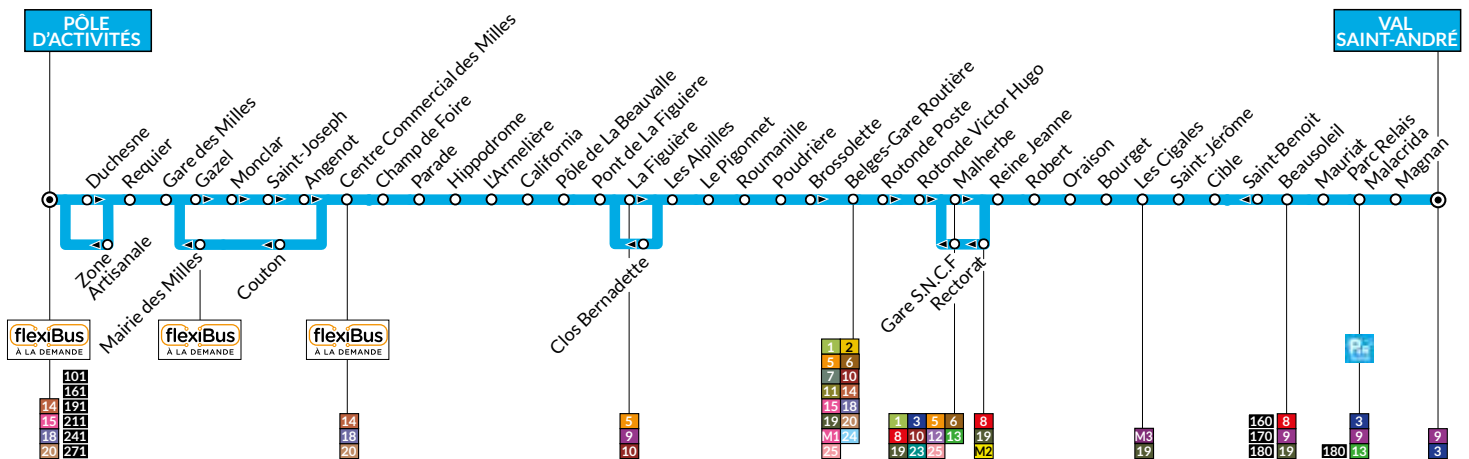 PÔLE
D'ACTIVITÉS
VAL
SAINT-ANDRÉ
Duchesne
Requier
Gare des Milles
Gazel
Monclar
Saint-Joseph
Angenot
Centre Commercial des Milles
Champ de Foire
Parade
Hippodrome
L'Armelière
California
Pôle de La Beauvalle
Pont de La Figuiere
La Figuière
Les Alpilles
Le Pigonnet
Roumanille
Poudrière
Brossolette
Belges-Gare Routière
Rotonde Poste
Rotonde Victor Hugo
Malherbe
Reine Jeanne
Robert
Oraison
Bourget
Les Cigales
Saint-Jérôme
Cible
Saint-Benoit
Beausoleil
Mauriat
Parc Relais
Malacrida
Magnan
Zone
Artisanale
Mairie des Milles
Couton
Clos Bernadette
Gare S.N.C.F
Rectorat
flexiBus
À LA DEMANDE
flexiBus
À LA DEMANDE
flexiBus
À LA DEMANDE
101
161
14 191
15 211
18 241
20 271
14
18
20
5
9
10
1 2
5 6
7 10
11 14
15 18
19 20
M1 24
25
1 3 5 6
8 10 12 13
19 23 25
8
19
M2
M3
19
160 8
170 9
180 19
3
9
180 13
9
3